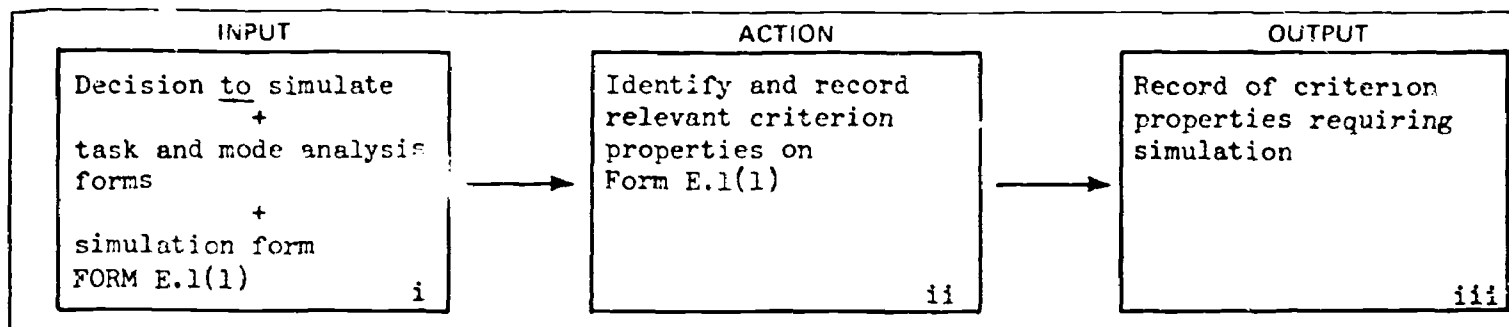 INPUT
Decision to simulate
+
task and mode analysis
forms
+
simulation form
FORM E.1(1)
i
ACTION
Identify and record
relevant criterion
properties on
Form E.1(1)
ii
OUTPUT
Record of criterion
properties requiring
simulation
iii